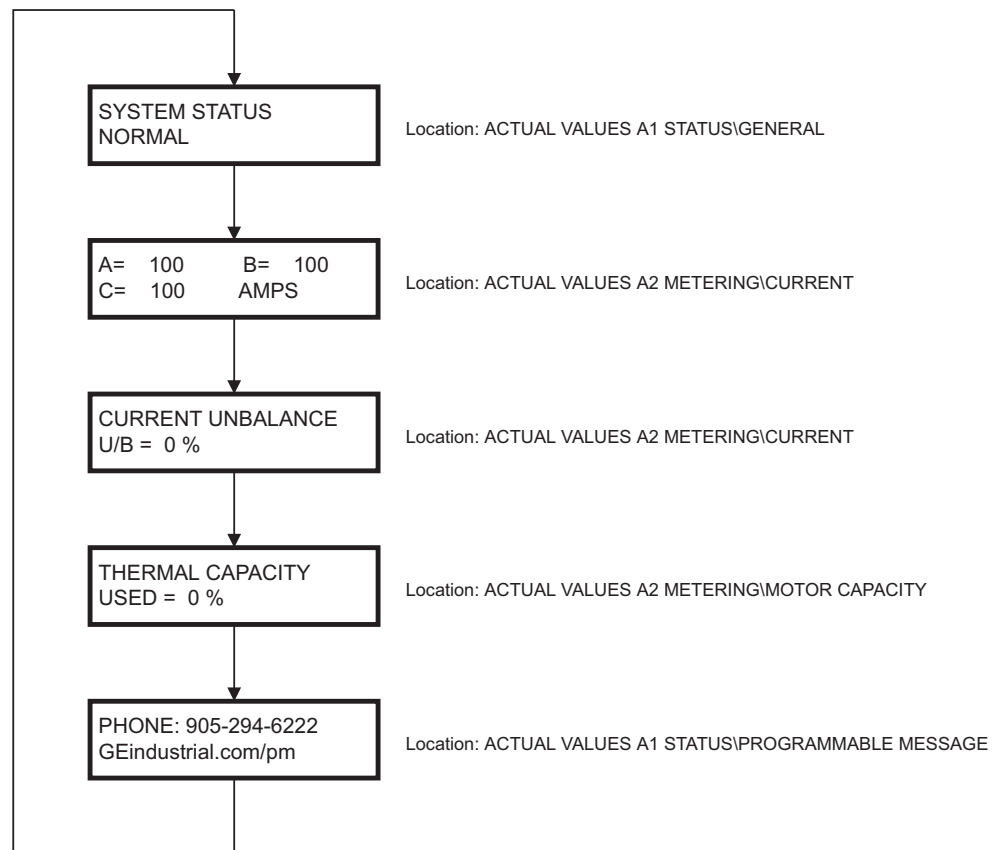 SYSTEM STATUS
NORMAL
Location: ACTUAL VALUES A1 STATUS\GENERAL
A= 100 B= 100
C= 100 AMPS
Location: ACTUAL VALUES A2 METERING\CURRENT
CURRENT UNBALANCE
U/B = 0 %
Location: ACTUAL VALUES A2 METERING\CURRENT
THERMAL CAPACITY
USED = 0 %
Location: ACTUAL VALUES A2 METERING\MOTOR CAPACITY
PHONE: 905-294-6222
GEindustrial.com/pm
Location: ACTUAL VALUES A1 STATUS\PROGRAMMABLE MESSAGE